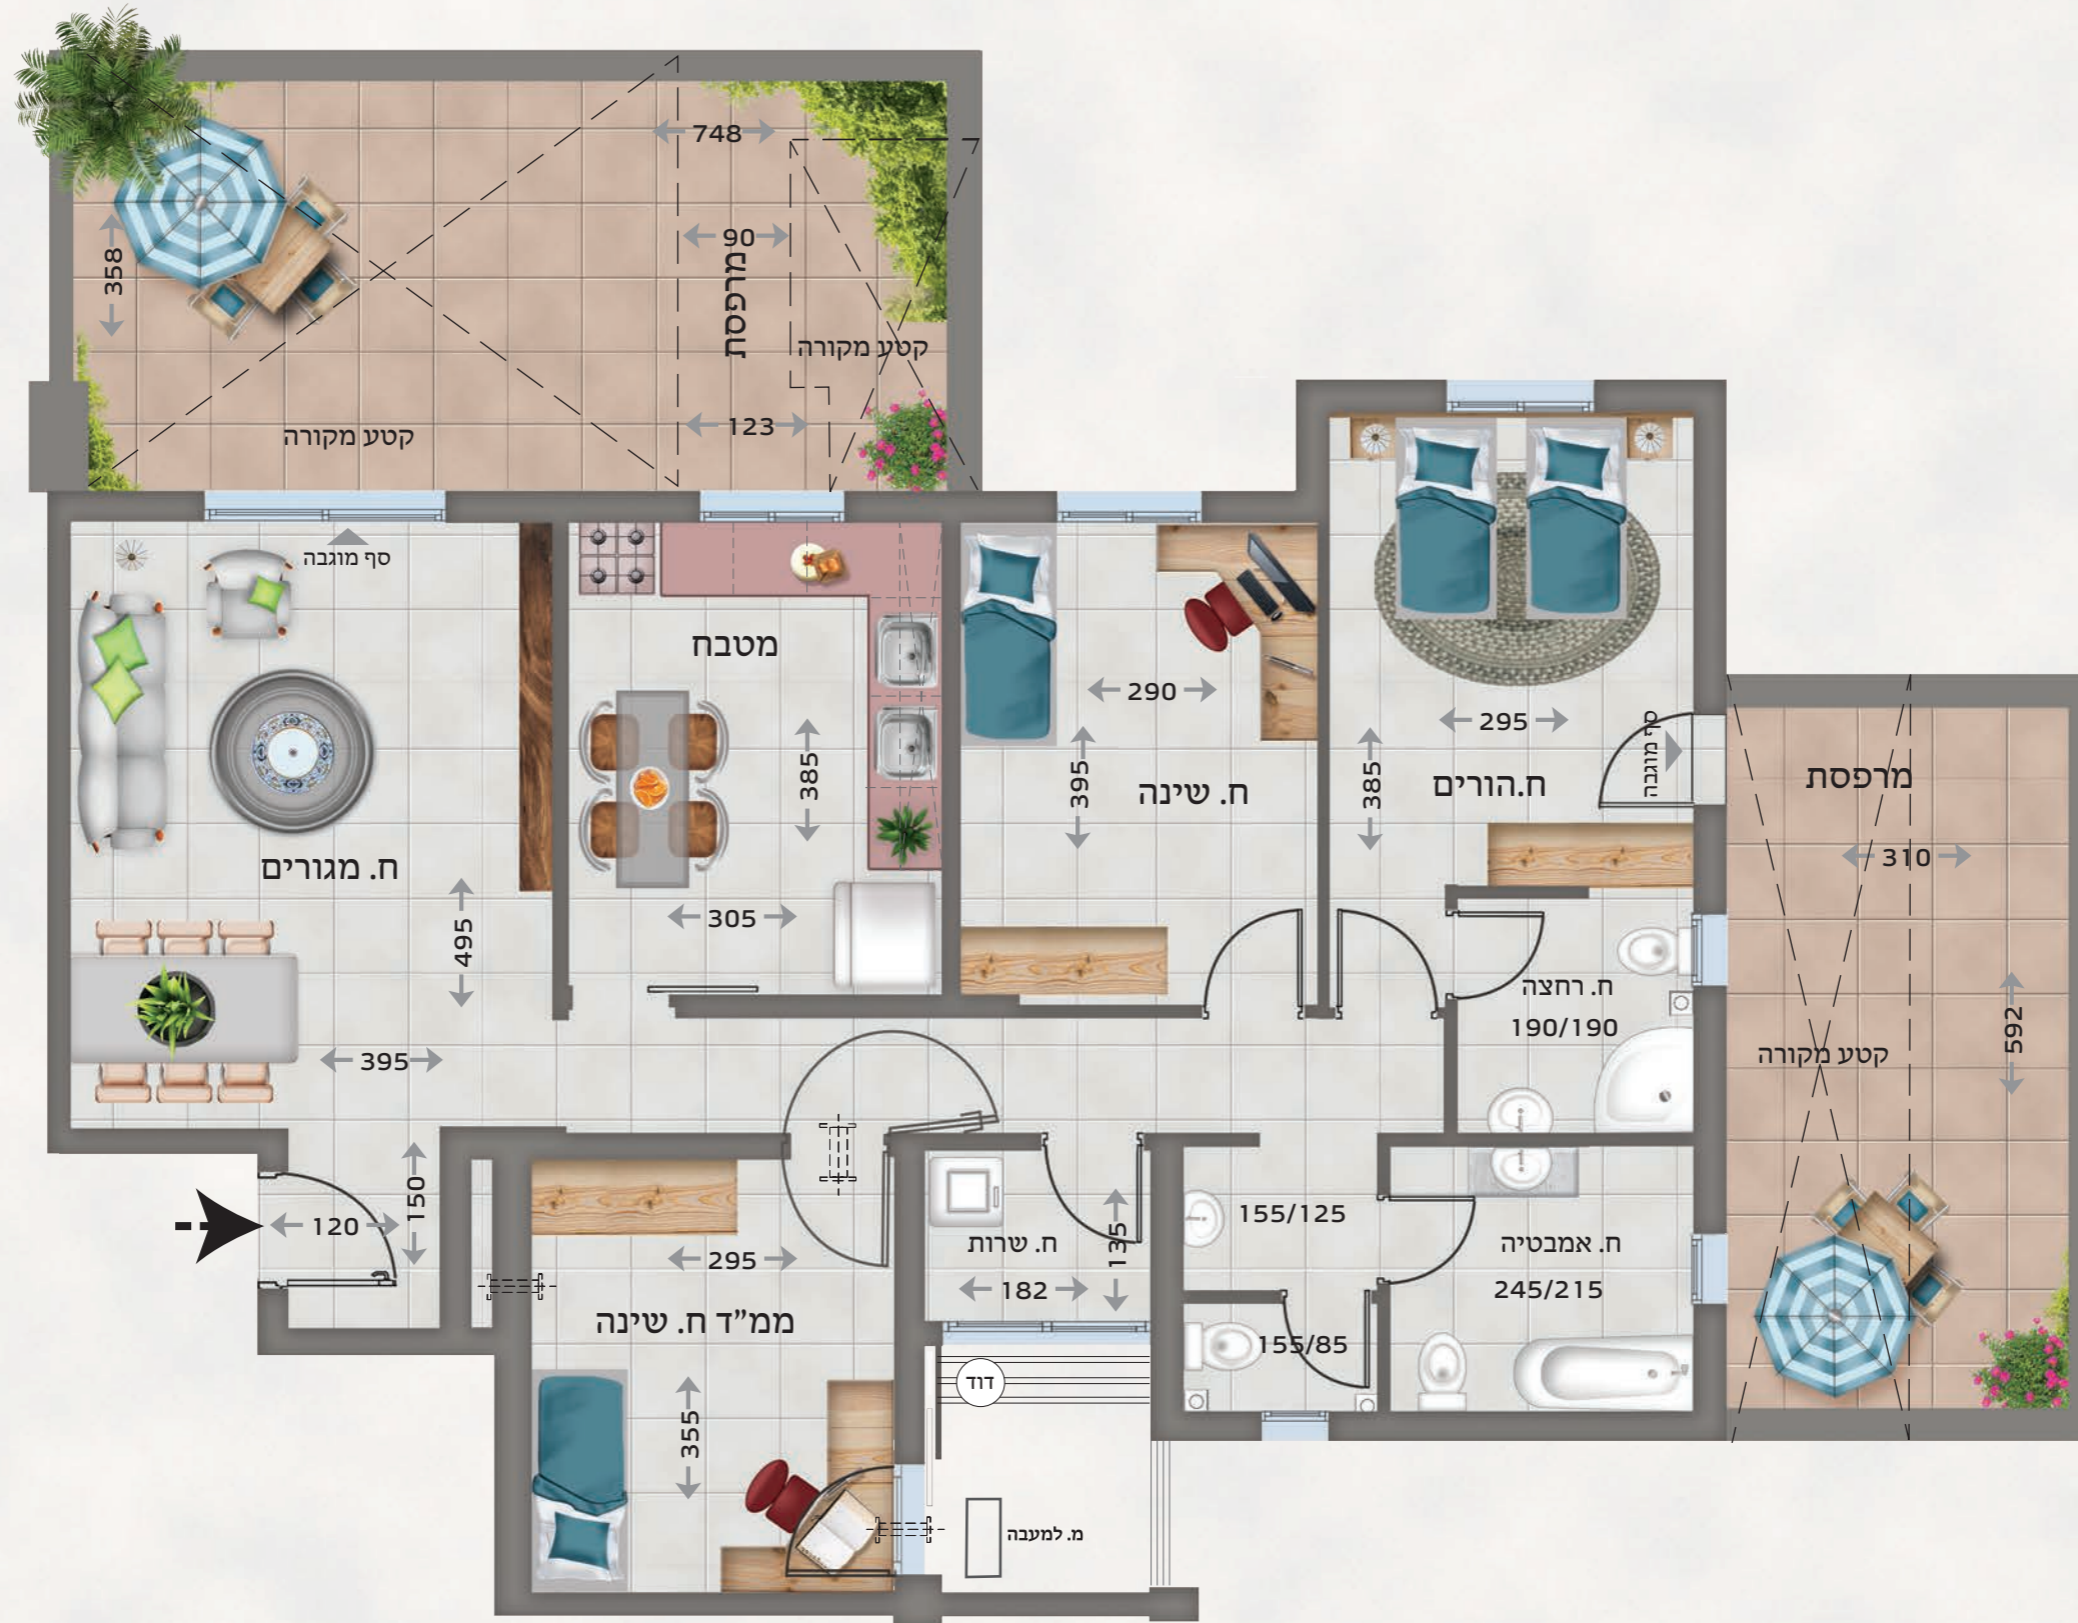 748
90
מרפסת
358
קטע מקורה
קטע מקורה
123
סף מוגבה
מטבח
385
305
ח. מגורים
495
395
290
395
ח. שינה
295
385
ח.הורים
סף מוגבה
מרפסת
310
592
קטע מקורה
ח. רחצה
190/190
120
150
295
ממ"ד ח. שינה
355
ח. שרות
135
182
דוד
מ. למעבה
155/125
155/85
ח. אמבטיה
245/215